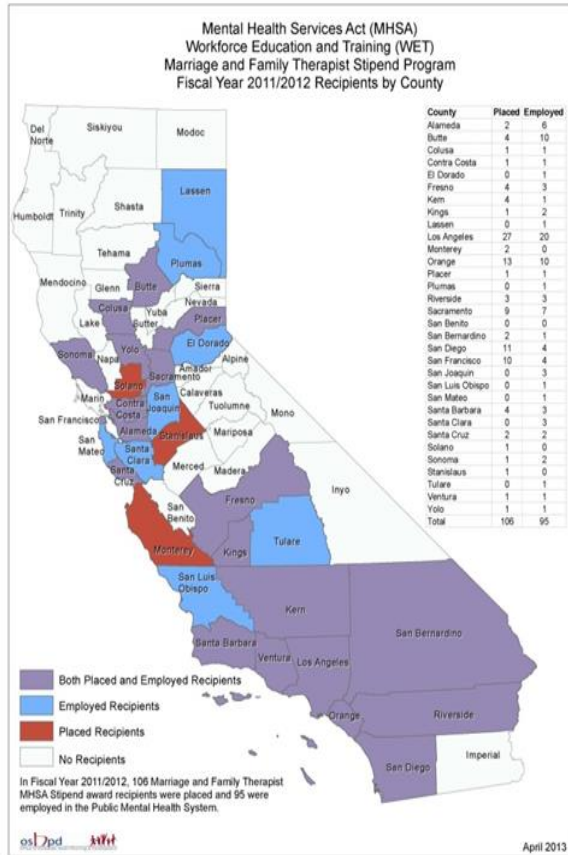 Mental Health Services Act (MHSA)
Workforce Education and Training (WET)
Marriage and Family Therapist Stipend Program
Fiscal Year 2011/2012 Recipients by County
County Placed Employed
Alameda 2 6
Butte 4 10
Colusa 1 1
Contra Costa 1 1
El Dorado 0 1
Fresno 4 3
Kern 4 1
Kings 1 2
Lassen 0 1
Los Angeles 27 20
Monterey 2 0
Orange 13 10
Placer 1 1
Plumas 0 1
Riverside 3 3
Sacramento 9 7
San Benito 0 0
San Bernardino 2 1
San Diego 11 4
San Francisco 10 4
San Joaquin 0 3
San Luis Obispo 0 1
San Mateo 0 1
Santa Barbara 4 3
Santa Clara 0 3
Santa Cruz 2 2
Solano 1 0
Sonoma 1 2
Stanislaus 1 0
Tulare 0 1
Ventura 1 1
Yolo 1 1
Total 106 95
Del
Norte
Siskiyou
Modoc
Humboldt
Trinity
Shasta
Lassen
Tehama
Plumas
Mendocino
Glenn
Butte
Sierra
Nevada
Colusa
Lake
Yuba
Sutter
Placer
Sonomal
Napa
Yolo
El Dorado
Sacramento
Amador
Alpine
Solano
Marin
Contra
Costa
San
Joaquin
Calaveras
Tuolumne
Mono
San Francisco
Alameda
Stanislaus
San
Mateo
Santa
Clara
Santa
Cruz
Merced
Mariposa
Madera
San
Benito
Fresno
Inyo
Monterey
Kings
Tulare
San Luis
Obispo
Kern
San Bernardino
Santa Barbara
Ventura
Los Angeles
Orange
Riverside
San Diego
Imperial
Both Placed and Employed Recipients
Employed Recipients
Placed Recipients
No Recipients
In Fiscal Year 2011/2012, 106 Marriage and Family Therapist
MHSA Stipend award recipients were placed and 95 were
employed in the Public Mental Health System.
oshpd
April 2013